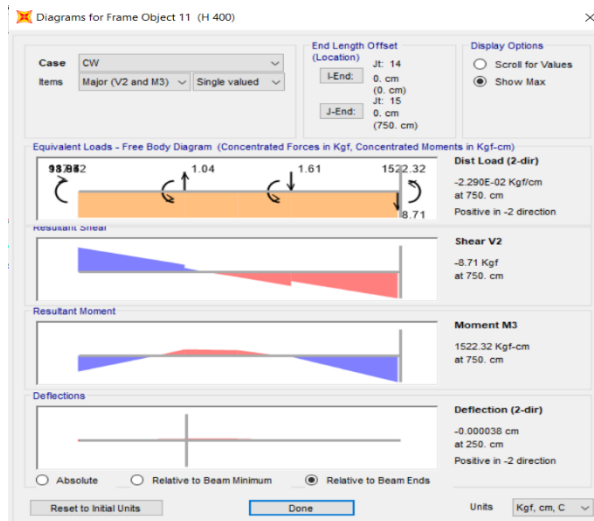 Diagrams for Frame Object 11 (H 400)
Case CW
Items Major (V2 and M3) Single valued
End Length Offset
(Location)
I-End: Jt: 14
0. cm
(0. cm)
J-End: Jt: 15
0. cm
(750. cm)
Display Options
Scroll for Values
Show Max
Equivalent Loads - Free Body Diagram (Concentrated Forces in Kgf, Concentrated Moments in Kgf-cm)
1.04 1.61 1522.32
8.71
Dist Load (2-dir)
-2.290E-02 Kgf/cm
at 750. cm
Positive in -2 direction
Resultant Shear
Shear V2
-8.71 Kgf
at 750. cm
Resultant Moment
Moment M3
1522.32 Kgf-cm
at 750. cm
Deflections
Deflection (2-dir)
-0.000038 cm
at 250. cm
Positive in -2 direction
Absolute Relative to Beam Minimum Relative to Beam Ends
Reset to Initial Units Done Units Kgf, cm, C